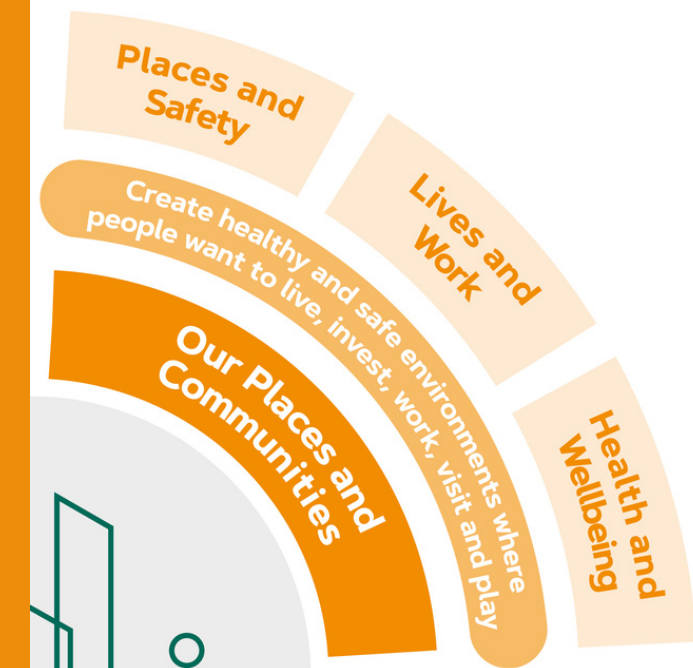 Places and
Safety
Lives and
Work
Health and
Wellbeing
Create healthy and safe environments where
people want to live, invest, work, visit and play
Our Places and
Communities